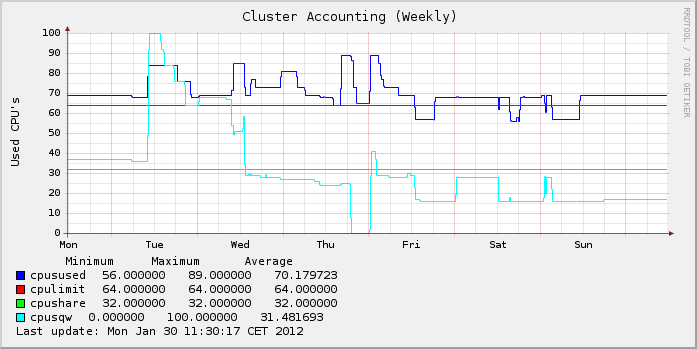 Cluster Accounting (Weekly)
RRDTOOL / TOBI OETIKER
Used CPU's
100
90
80
70
60
50
40
30
20
10
0
Mon Tue Wed Thu Fri Sat Sun
Minimum Maximum Average
cpusused 56.000000 89.000000 70.179723
cpulimit 64.000000 64.000000 64.000000
cpushare 32.000000 32.000000 32.000000
cpusqw 0.000000 100.000000 31.481693
Last update: Mon Jan 30 11:30:17 CET 2012